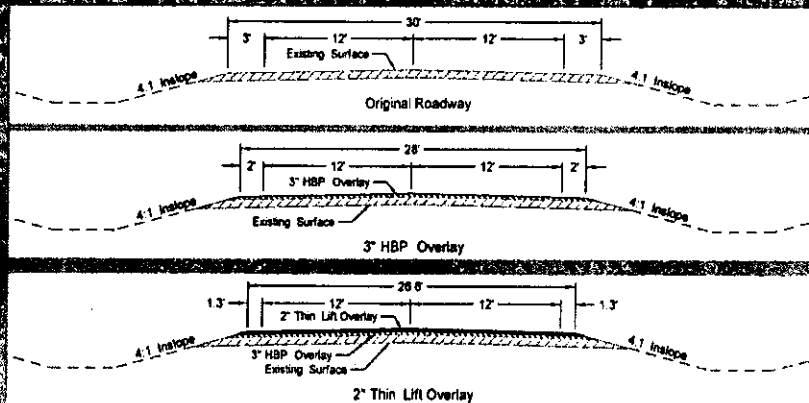 30'
3' 12' 12' 3'
Existing Surface
4:1 Inslope 4:1 Inslope
Original Roadway
28'
2' 12' 12' 2'
3" HBP Overlay
4:1 Inslope 4:1 Inslope
Existing Surface
3" HBP Overlay
26.6'
1.3' 12' 12' 1.3'
2" Thin Lift Overlay
4:1 Inslope 4:1 Inslope
3" HBP Overlay
Existing Surface
2" Thin Lift Overlay